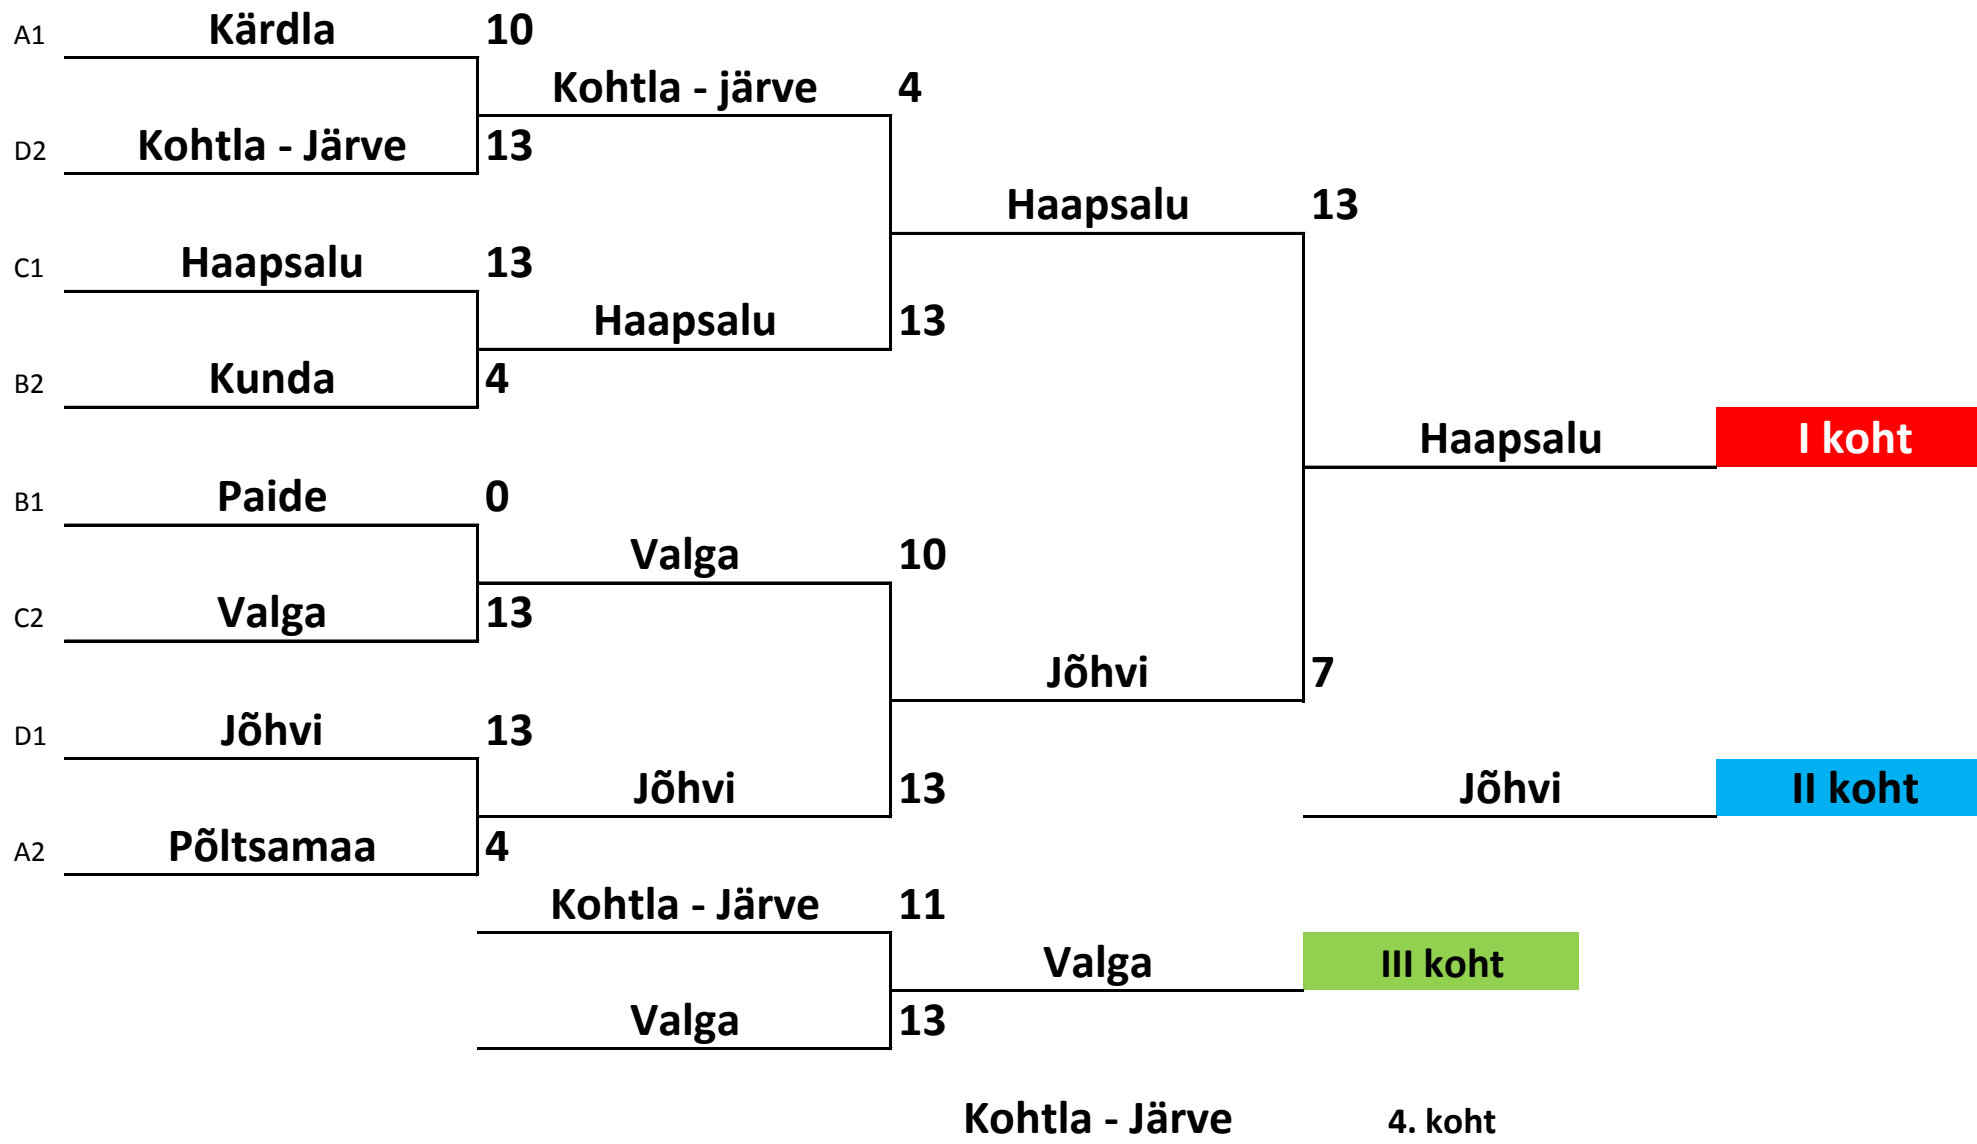 A1 Kärdla 10
Kohtla - järve 4
D2 Kohtla - Järve 13
Haapsalu 13
C1 Haapsalu 13
Haapsalu 13
B2 Kunda 4
Haapsalu I koht
B1 Paide 0
Valga 10
C2 Valga 13
Jõhvi 7
D1 Jõhvi 13
Jõhvi 13 Jõhvi II koht
A2 Põltsamaa 4
Kohtla - Järve 11
Valga III koht
Valga 13
Kohtla - Järve 4. koht